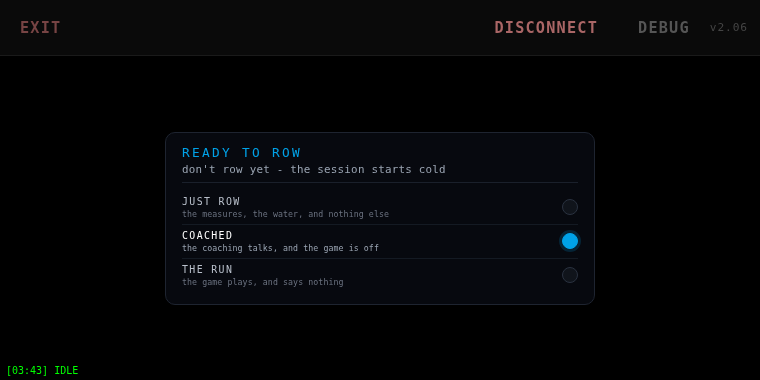 EXIT
DISCONNECT
DEBUG
v2.06
READY TO ROW
don't row yet - the session starts cold
JUST ROW
the measures, the water, and nothing else
COACHED
the coaching talks, and the game is off
THE RUN
the game plays, and says nothing
[03:43] IDLE